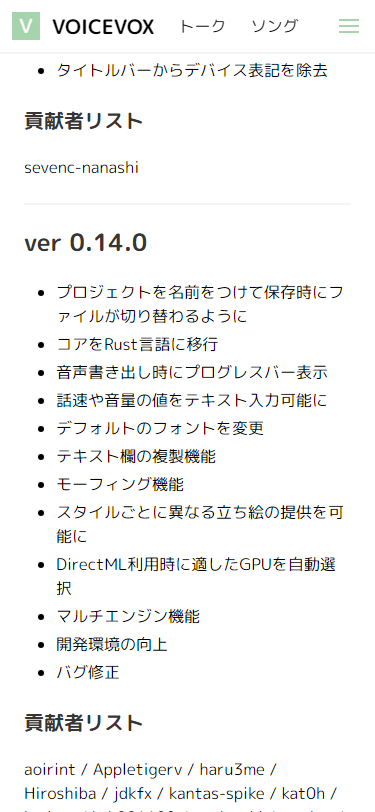 V VOICEVOX トーク ソング
タイトルバーからデバイス表記を除去
貢献者リスト
sevenc-nanashi
ver 0.14.0
プロジェクトを名前をつけて保存時にフ
ァイルが切り替わるように
コアをRust言語に移行
音声書き出し時にプログレスバー表示
話速や音量の値をテキスト入力可能に
デフォルトのフォントを変更
テキスト欄の複製機能
モーフィング機能
スタイルごとに異なる立ち絵の提供を可
能に
DirectML利用時に適したGPUを自動選
択
マルチエンジン機能
開発環境の向上
バグ修正
貢献者リスト
aoirint / Appletigerv / haru3me /
Hiroshiba / jdkfx / kantas-spike / kat0h /